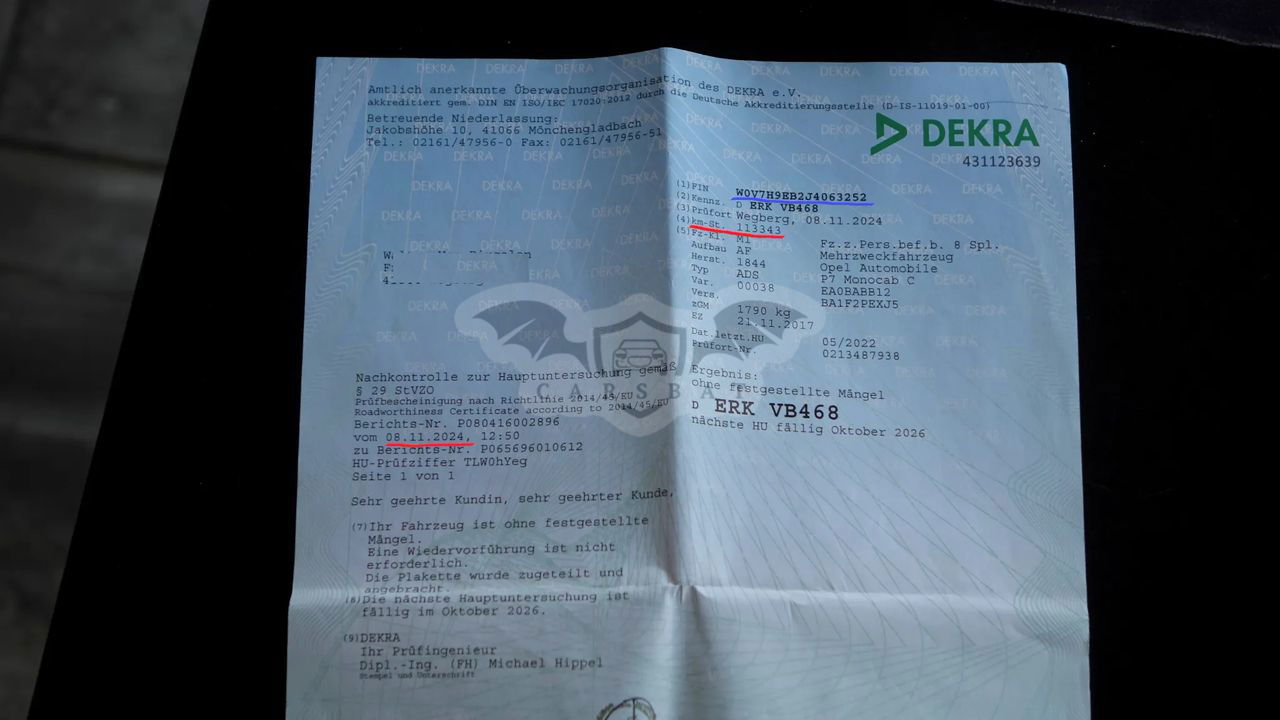 Amtlich anerkannte Überwachungsorganisation des DEKRA e.V.
akkreditiert gem. DIN EN ISO/IEC 17020:2012 durch die Deutsche Akkreditierungsstelle (D-IS-11019-01-00)
Betreuende Niederlassung:
Jakobshöhe 10, 41066 Mönchengladbach
Tel.: 02161/47956-0 Fax: 02161/47956-51
DEKRA
431123639
(1)FIN W0V7H9EB2J4063252
(2)Kennz. D ERK VB468
(3)Prüfort Wegberg, 08.11.2024
(4)km-St. 113343
(5)Fz-Kl. M1 Fz.z.Pers.bef.b. 8 Spl.
Aufbau AF Mehrzweckfahrzeug
Herst. 1844 Opel Automobile
Typ ADS P7 Monocab C
Var. 00038 EA0BABB12
Vers. BA1F2PEXJ5
zGM 1790 kg
EZ 21.11.2017
Dat.letzt.HU 05/2022
Prüfort-Nr. 0213487938
CARSBAT
Nachkontrolle zur Hauptuntersuchung gemäß
§ 29 StVZO
Prüfbescheinigung nach Richtlinie 2014/45/EU
Roadworthiness Certificate according to 2014/45/EU
Berichts-Nr. P080416002896
vom 08.11.2024, 12:50
zu Berichts-Nr. P065696010612
HU-Prüfziffer TLW0hYeg
Seite 1 von 1
Ergebnis:
ohne festgestellte Mängel
D ERK VB468
nächste HU fällig Oktober 2026
Sehr geehrte Kundin, sehr geehrter Kunde,
(7)Ihr Fahrzeug ist ohne festgestellte
Mängel.
Eine Wiedervorführung ist nicht
erforderlich.
Die Plakette wurde zugeteilt und
angebracht.
(8)Die nächste Hauptuntersuchung ist
fällig im Oktober 2026.
(9)DEKRA
Ihr Prüfingenieur
Dipl.-Ing. (FH) Michael Hippel
Stempel und Unterschrift